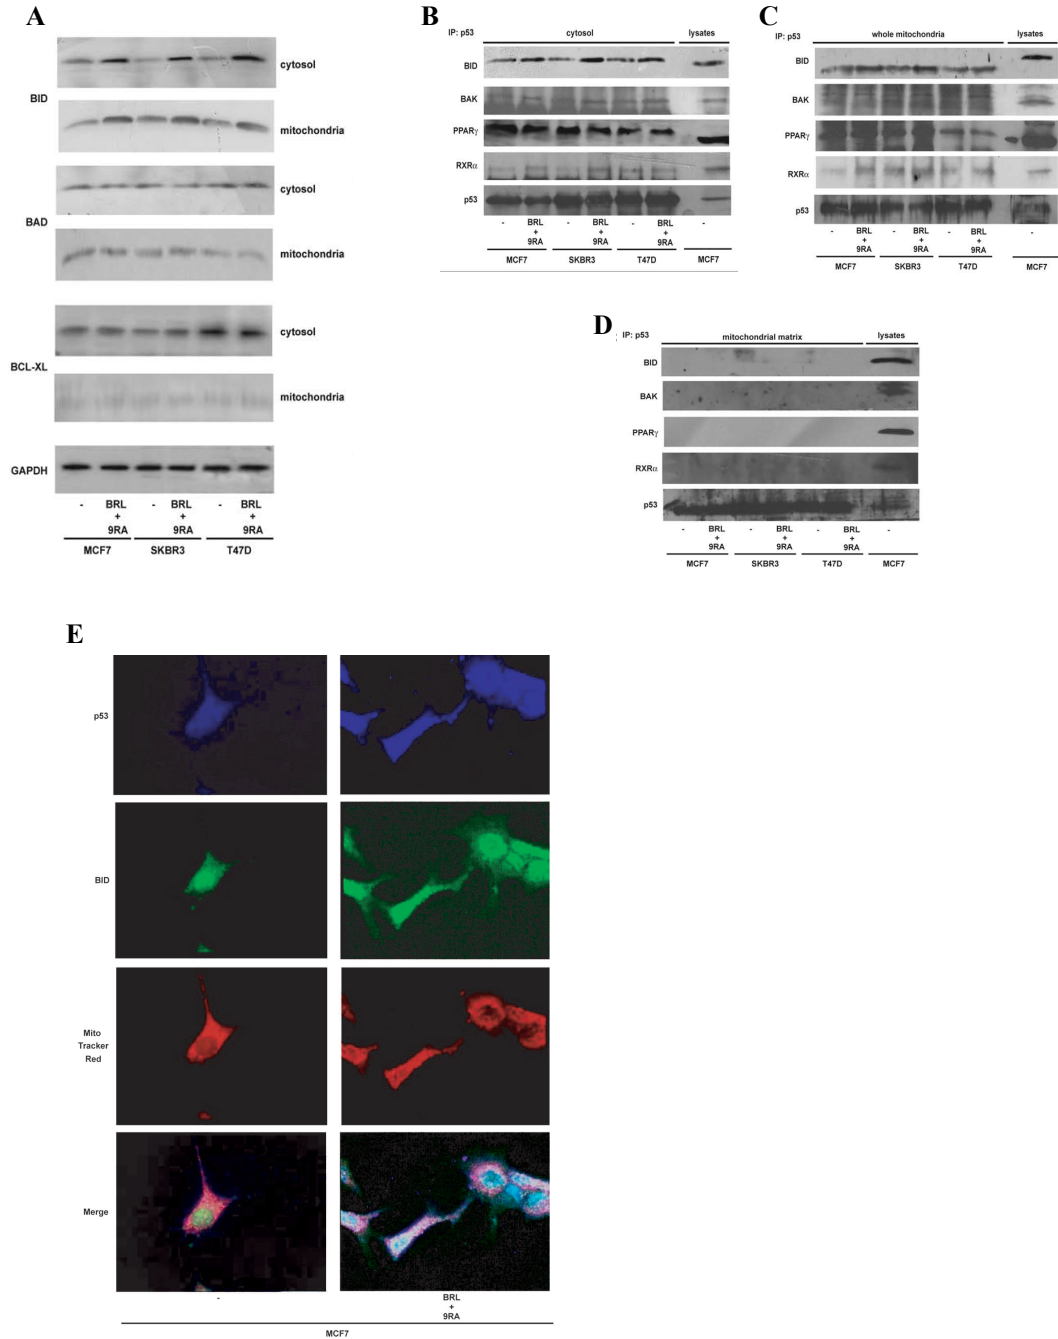 A
BID
cytosol
mitochondria
BAD
cytosol
mitochondria
BCL-XL
cytosol
mitochondria
GAPDH
- BRL + 9RA - BRL + 9RA - BRL + 9RA
MCF7 SKBR3 T47D
B
IP: p53 cytosol lysates
BID
BAK
PPARγ
RXRα
p53
- BRL + 9RA - BRL + 9RA - BRL + 9RA -
MCF7 SKBR3 T47D MCF7
C
IP: p53 whole mitochondria lysates
BID
BAK
PPARγ
RXRα
p53
- BRL + 9RA - BRL + 9RA - BRL + 9RA -
MCF7 SKBR3 T47D MCF7
D
IP: p53 mitochondrial matrix lysates
BID
BAK
PPARγ
RXRα
p53
- BRL + 9RA - BRL + 9RA - BRL + 9RA -
MCF7 SKBR3 T47D MCF7
E
p53
BID
Mito
Tracker
Red
Merge
- BRL + 9RA
MCF7